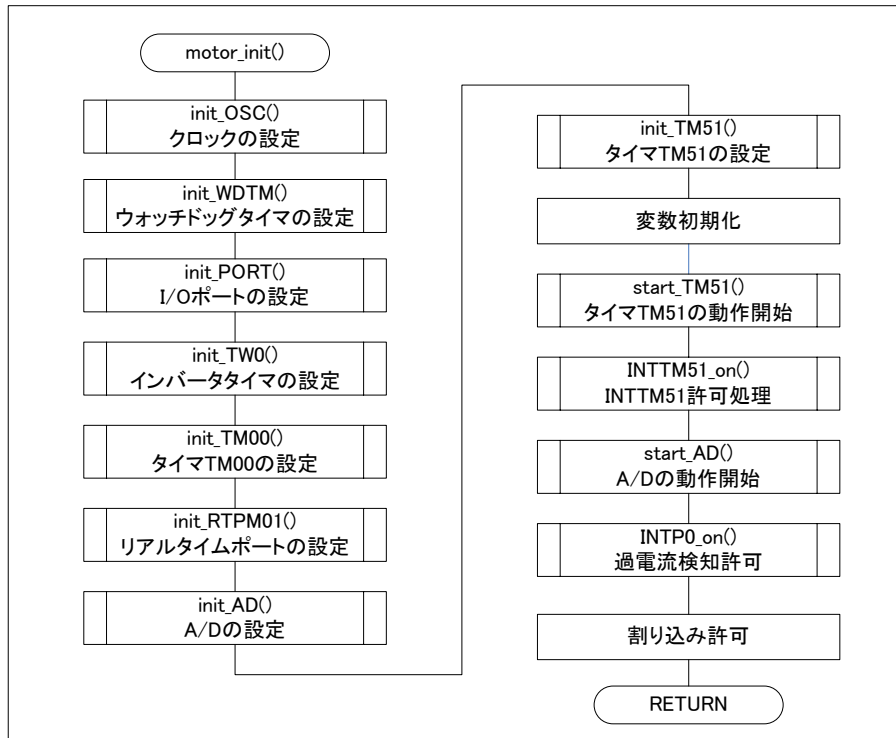 motor_init()
init_OSC()
クロックの設定
init_WDTM()
ウォッチドッグタイマの設定
init_PORT()
I/Oポートの設定
init_TW0()
インバータタイマの設定
init_TM00()
タイマTM00の設定
init_RTPM01()
リアルタイムポートの設定
init_AD()
A/Dの設定
init_TM51()
タイマTM51の設定
変数初期化
start_TM51()
タイマTM51の動作開始
INTTM51_on()
INTTM51許可処理
start_AD()
A/Dの動作開始
INTP0_on()
過電流検知許可
割り込み許可
RETURN